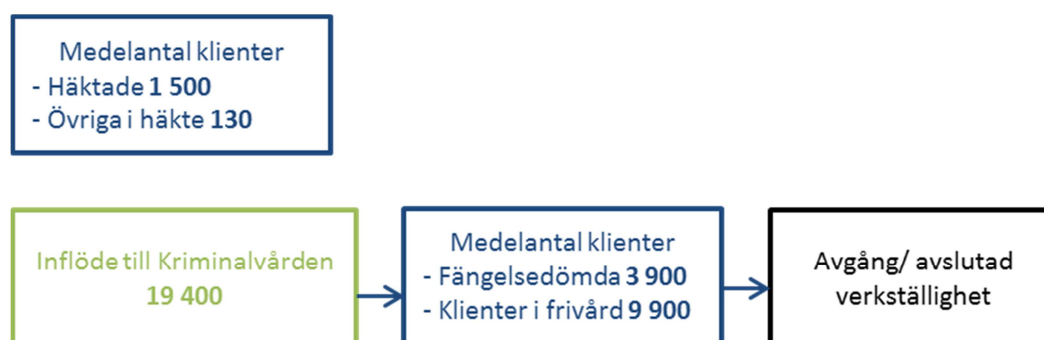 Medelantal klienter
- Häktade 1 500
- Övriga i häkte 130
Inflöde till Kriminalvården
19 400
Medelantal klienter
- Fängelsedömda 3 900
- Klienter i frivård 9 900
Avgång/ avslutad
verkställighet